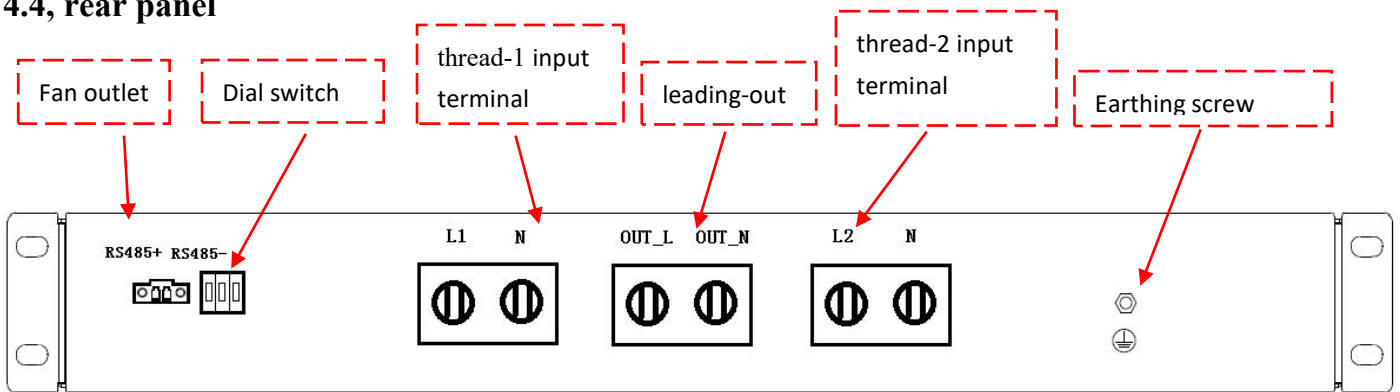 4.4, rear panel
Fan outlet
Dial switch
thread-1 input
terminal
leading-out
thread-2 input
terminal
Earthing screw
RS485+ RS485-
L1 N
OUT_L OUT_N
L2 N